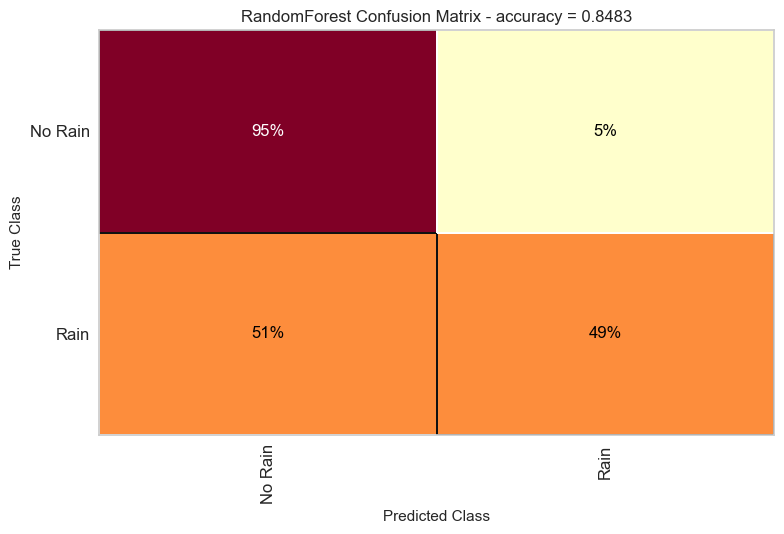 RandomForest Confusion Matrix - accuracy = 0.8483
No Rain
95%
5%
True Class
Rain
51%
49%
No Rain
Rain
Predicted Class